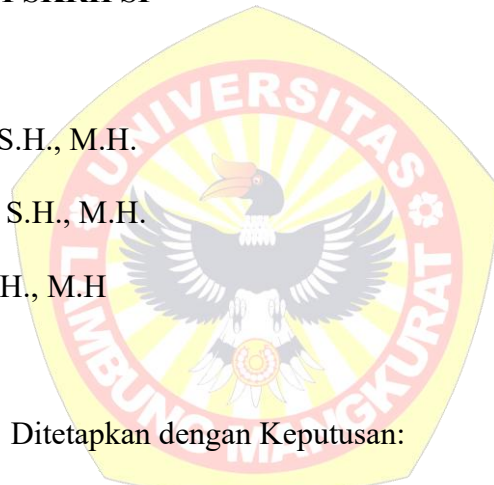 S.H., M.H.
S.H., M.H.
H., M.H
Ditetapkan dengan Keputusan:
UNIVERSITAS
LAMBUNG MANGKURAT